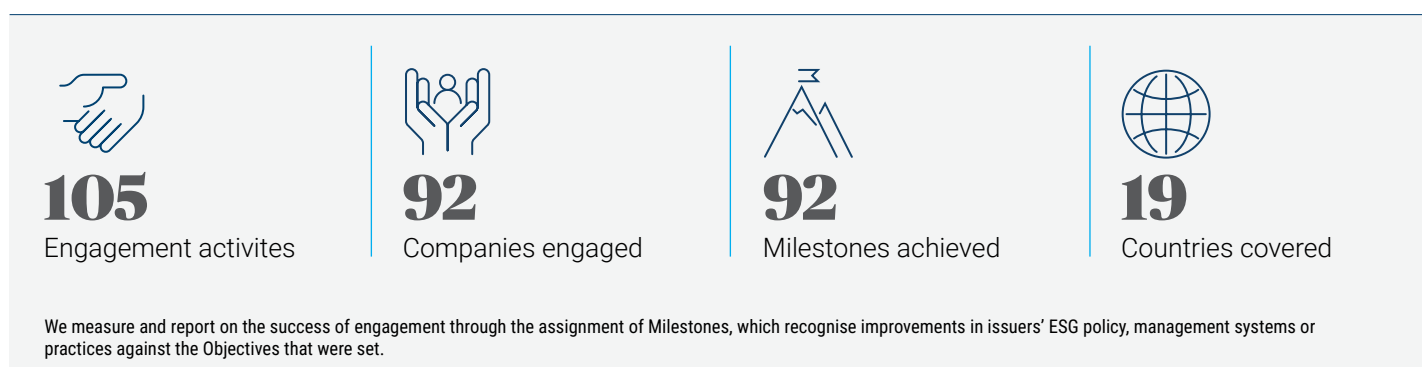 105
Engagement activites
92
Companies engaged
92
Milestones achieved
19
Countries covered
We measure and report on the success of engagement through the assignment of Milestones, which recognise improvements in issuers’ ESG policy, management systems or
practices against the Objectives that were set.